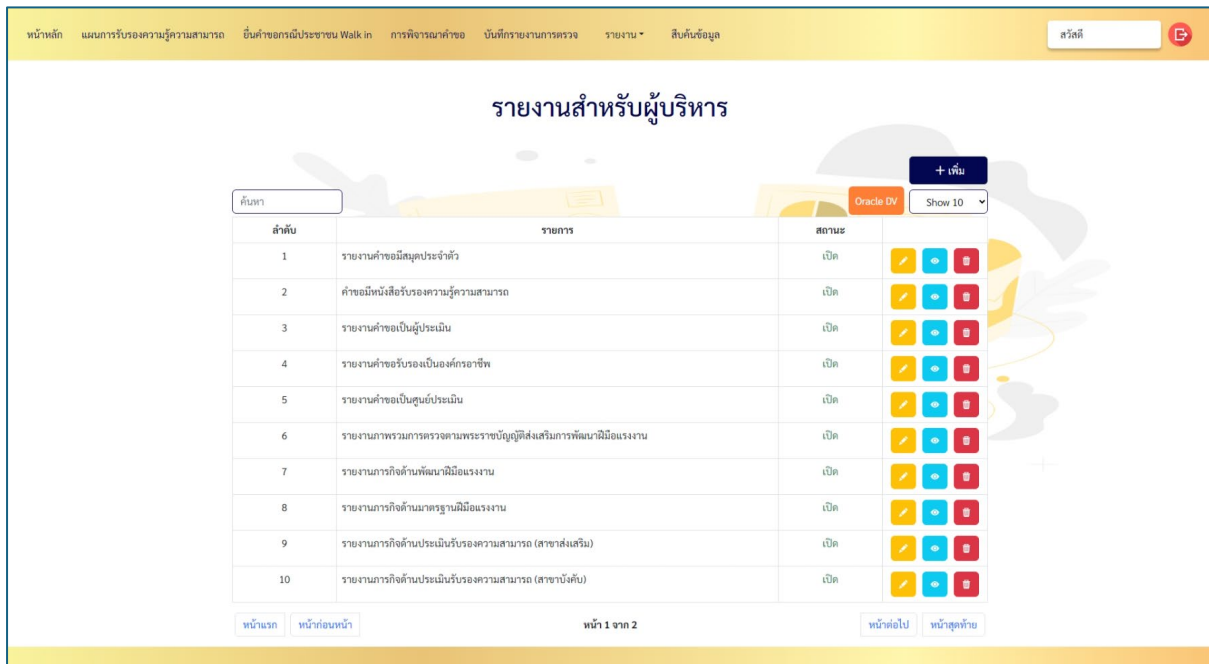 หน้าหลัก แผนการรับรองความรู้ความสามารถ ยื่นคำขอกรณีประชาชน Walk in การพิจารณาคำขอ บันทึกรายงานการตรวจ รายงาน สืบค้นข้อมูล สวัสดี
รายงานสำหรับผู้บริหาร
+ เพิ่ม
ค้นหา Oracle DV Show 10
ลำดับ รายการ สถานะ
1 รายงานคำขอมีสมุดประจำตัว เปิด
2 คำขอมีหนังสือรับรองความรู้ความสามารถ เปิด
3 รายงานคำขอเป็นผู้ประเมิน เปิด
4 รายงานคำขอรับรองเป็นองค์กรอาชีพ เปิด
5 รายงานคำขอเป็นศูนย์ประเมิน เปิด
6 รายงานภาพรวมการตรวจตามพระราชบัญญัติส่งเสริมการพัฒนาฝีมือแรงงาน เปิด
7 รายงานภารกิจด้านพัฒนาฝีมือแรงงาน เปิด
8 รายงานภารกิจด้านมาตรฐานฝีมือแรงงาน เปิด
9 รายงานภารกิจด้านประเมินรับรองความสามารถ (สาขาส่งเสริม) เปิด
10 รายงานภารกิจด้านประเมินรับรองความสามารถ (สาขาบังคับ) เปิด
หน้าแรก หน้าก่อนหน้า หน้า 1 จาก 2 หน้าต่อไป หน้าสุดท้าย